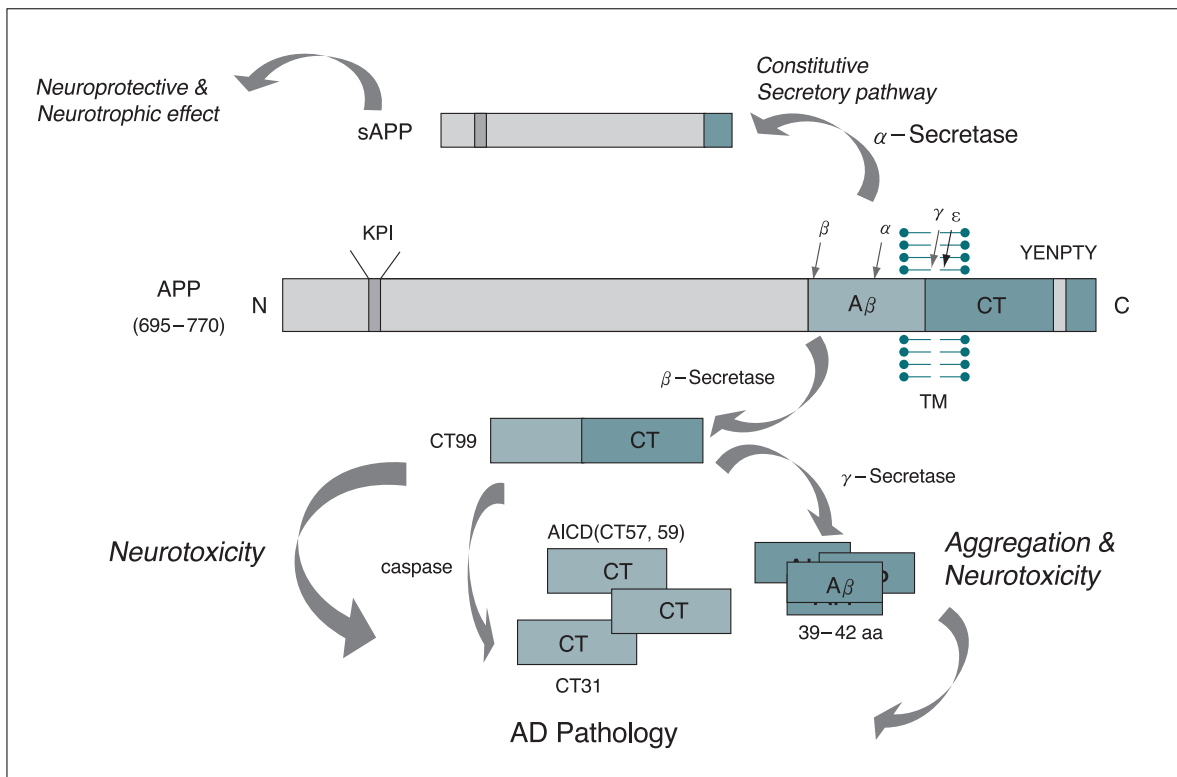 Neuroprotective &
Neurotrophic effect
sAPP
Constitutive
Secretory pathway
α–Secretase
KPI
β
α
γ
ε
YENPTY
APP
(695–770)
N
Aβ
CT
C
β–Secretase
TM
CT99
CT
γ–Secretase
Neurotoxicity
caspase
AICD(CT57, 59)
CT
CT
CT
CT31
Aβ
39–42 aa
Aggregation &
Neurotoxicity
AD Pathology